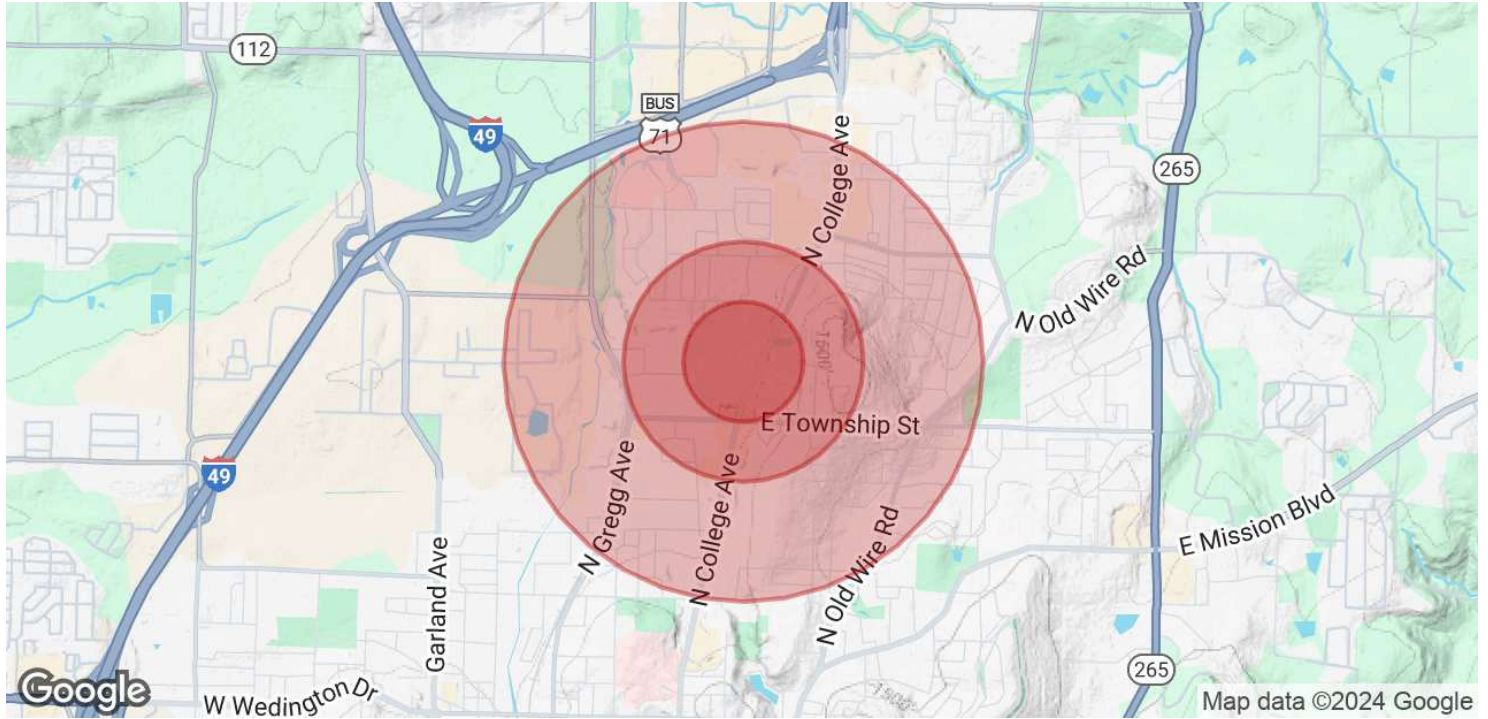 112
BUS
71
49
N College Ave
265
N Old Wire Rd
E Township St
49
N Gregg Ave
N College Ave
N Old Wire Rd
E Mission Blvd
Garland Ave
1500'
265
Google
W Wedington Dr
Map data ©2024 Google